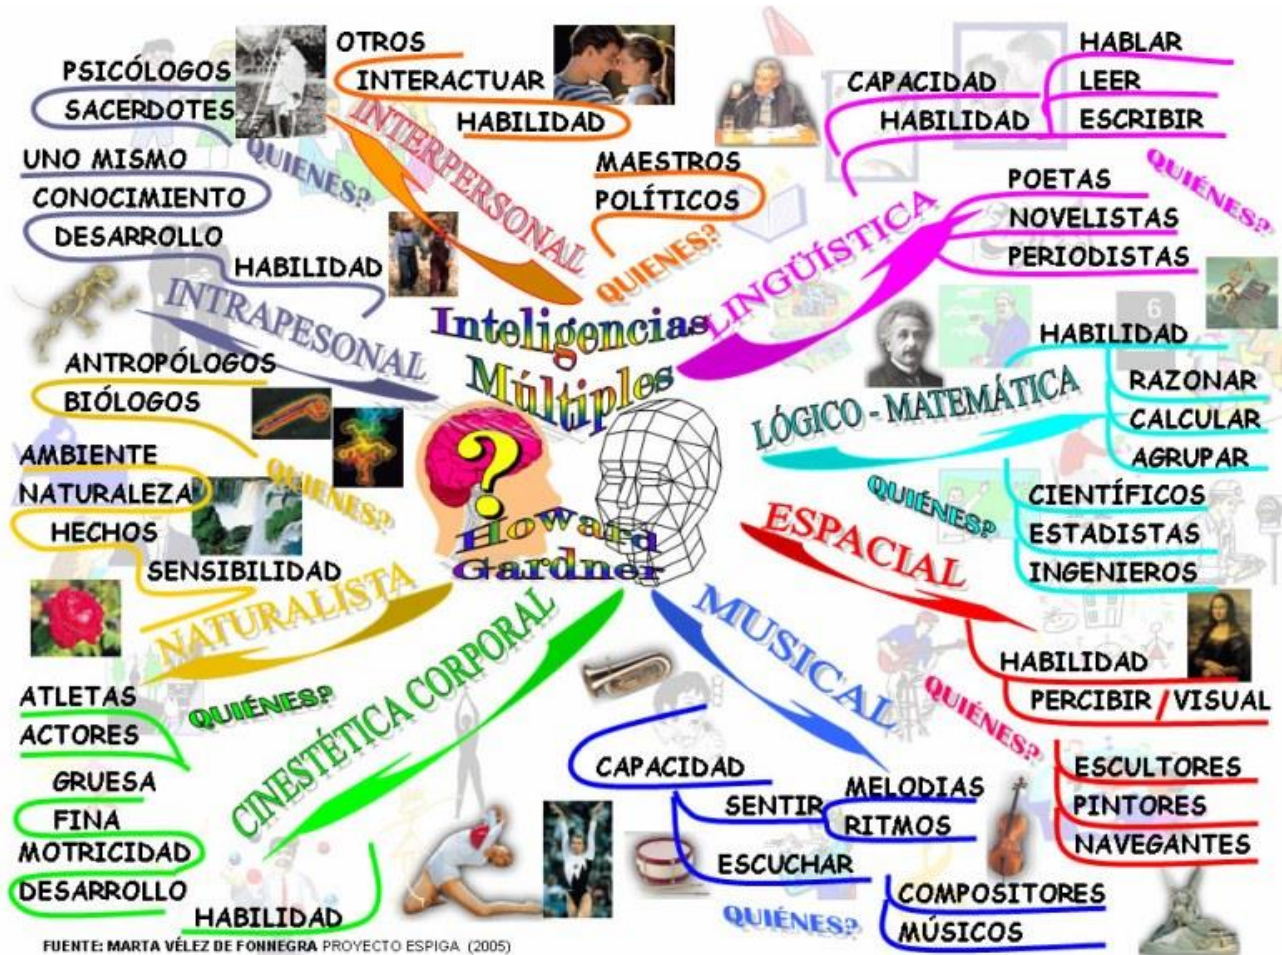 Inteligencias
Múltiples
Howard
Gardner
INTERPERSONAL
OTROS
INTERACTUAR
HABILIDAD
QUIENES?
MAESTROS
POLÍTICOS
LINGÜÍSTICA
CAPACIDAD
HABILIDAD
HABLAR
LEER
ESCRIBIR
QUIÉNES?
POETAS
NOVELISTAS
PERIODISTAS
LÓGICO - MATEMÁTICA
HABILIDAD
RAZONAR
CALCULAR
AGRUPAR
QUIÉNES?
CIENTÍFICOS
ESTADISTAS
INGENIEROS
ESPACIAL
HABILIDAD
PERCIBIR / VISUAL
QUIÉNES?
ESCULTORES
PINTORES
NAVEGANTES
MUSICAL
CAPACIDAD
SENTIR
MELODIAS
RITMOS
ESCUCHAR
QUIÉNES?
COMPOSITORES
MÚSICOS
CINESTÉTICA CORPORAL
QUIÉNES?
ATLETAS
ACTORES
GRUESA
FINA
MOTRICIDAD
DESARROLLO
HABILIDAD
NATURALÍSTA
QUIENES?
ANTROPÓLOGOS
BIÓLOGOS
AMBIENTE
NATURALEZA
HECHOS
SENSIBILIDAD
INTRAPESONAL
QUIENES?
PSICÓLOGOS
SACERDOTES
UNO MISMO
CONOCIMIENTO
DESARROLLO
HABILIDAD
6
FUENTE: MARTA VÉLEZ DE FONNEGRA PROYECTO ESPIGA (2005)